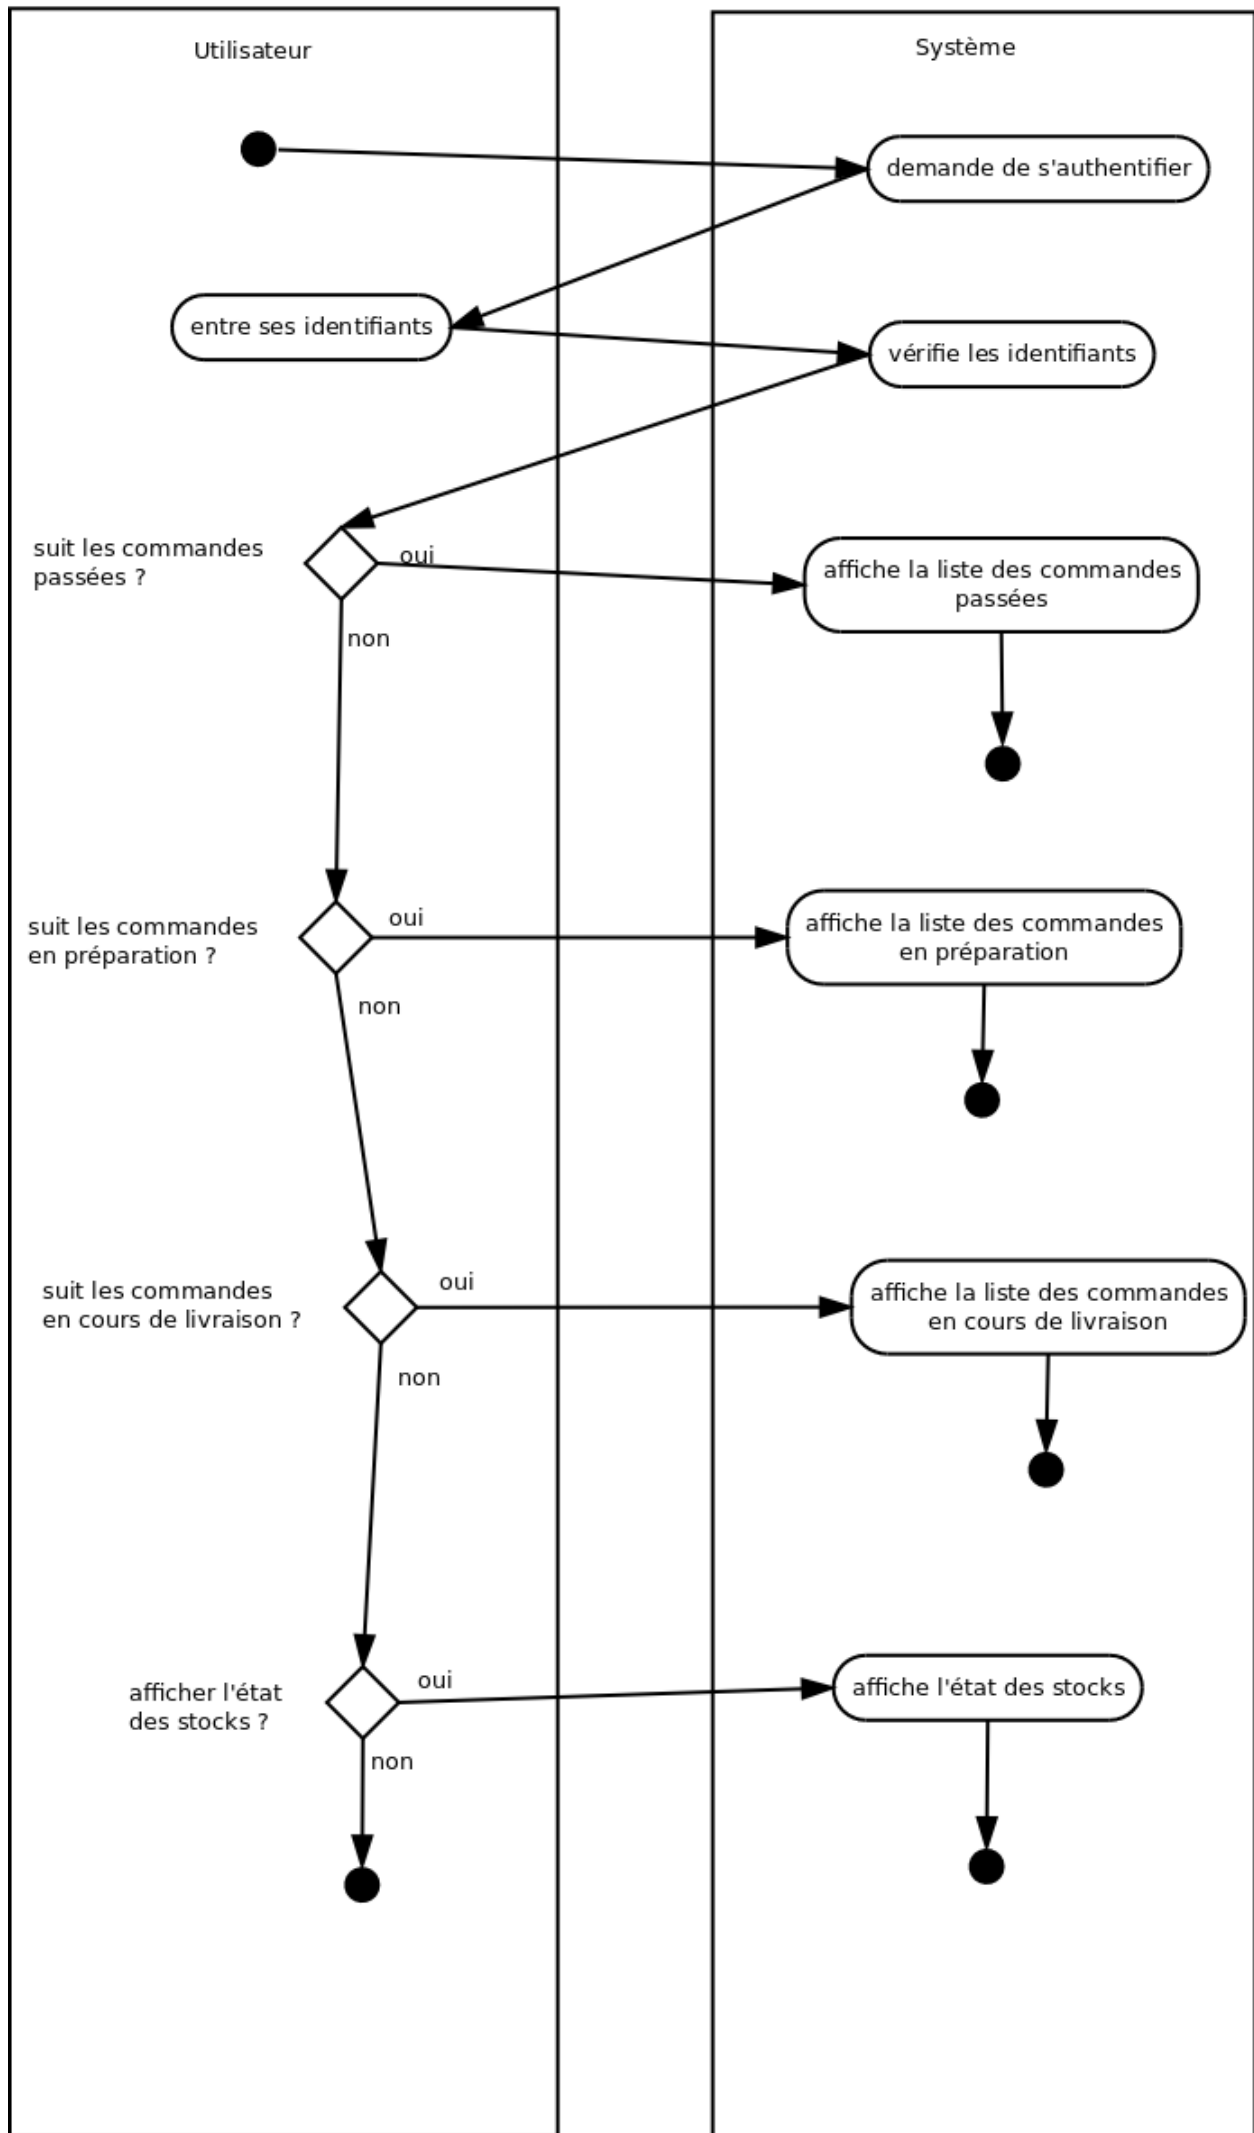 Utilisateur
Système
demande de s'authentifier
entre ses identifiants
vérifie les identifiants
suit les commandes
passées ?
oui
non
affiche la liste des commandes
passées
suit les commandes
en préparation ?
oui
non
affiche la liste des commandes
en préparation
suit les commandes
en cours de livraison ?
oui
non
affiche la liste des commandes
en cours de livraison
afficher l'état
des stocks ?
oui
non
affiche l'état des stocks